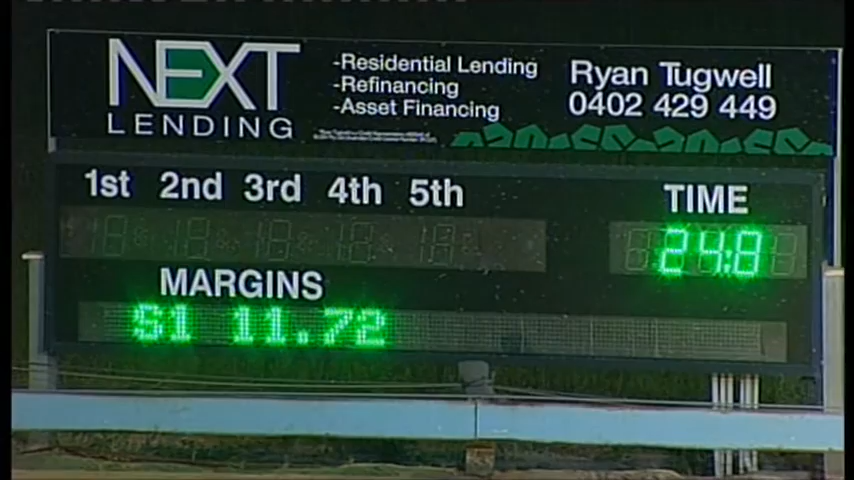 NEXT
LENDING
-Residential Lending
-Refinancing
-Asset Financing
Ryan Tugwell
0402 429 449
1st 2nd 3rd 4th 5th
TIME
24:8
MARGINS
S1 11.72